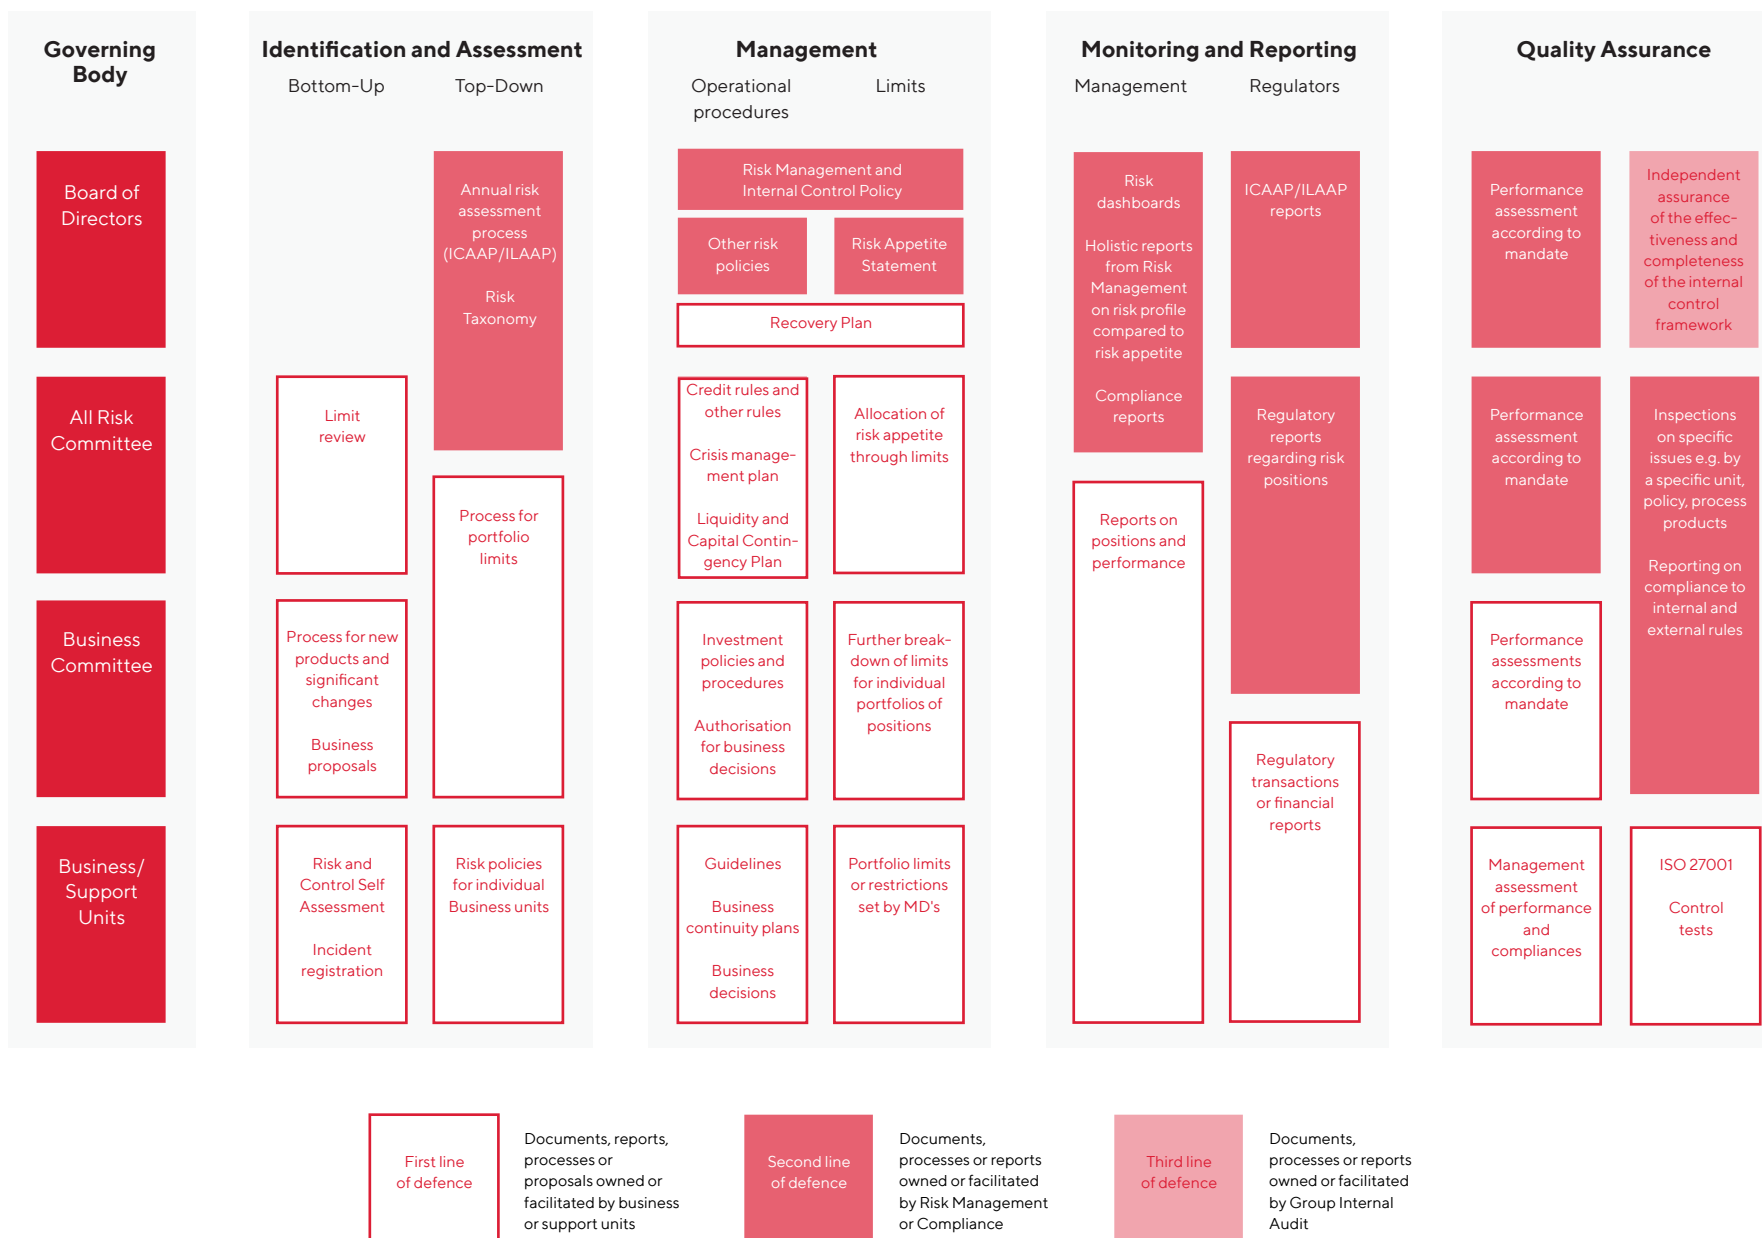 Governing
Body
Board of
Directors
All Risk
Committee
Business
Committee
Business/
Support
Units
Identification and Assessment
Bottom-Up
Top-Down
Annual risk
assessment
process
(ICAAP/ILAAP)
Risk
Taxonomy
Limit
review
Process for
portfolio
limits
Process for new
products and
significant
changes
Business
proposals
Risk and
Control Self
Assessment
Incident
registration
Risk policies
for individual
Business units
Management
Operational
procedures
Limits
Risk Management and
Internal Control Policy
Other risk
policies
Risk Appetite
Statement
Recovery Plan
Credit rules and
other rules
Crisis manage-
ment plan
Liquidity and
Capital Contin-
gency Plan
Allocation of
risk appetite
through limits
Investment
policies and
procedures
Authorisation
for business
decisions
Further break-
down of limits
for individual
portfolios of
positions
Guidelines
Business
continuity plans
Business
decisions
Portfolio limits
or restrictions
set by MD's
Monitoring and Reporting
Management
Regulators
Risk
dashboards
Holistic reports
from Risk
Management
on risk profile
compared to
risk appetite
Compliance
reports
ICAAP/ILAAP
reports
Regulatory
reports
regarding risk
positions
Reports on
positions and
performance
Regulatory
transactions
or financial
reports
Quality Assurance
Performance
assessment
according to
mandate
Independent
assurance
of the effec-
tiveness and
completeness
of the internal
control
framework
Performance
assessment
according to
mandate
Inspections
on specific
issues e.g. by
a specific unit,
policy, process
products
Reporting on
compliance to
internal and
external rules
Performance
assessments
according to
mandate
Management
assessment
of performance
and
compliances
ISO 27001
Control
tests
First line
of defence
Documents, reports,
processes or
proposals owned or
facilitated by business
or support units
Second line
of defence
Documents,
processes or reports
owned or facilitated
by Risk Management
or Compliance
Third line
of defence
Documents,
processes or reports
owned or facilitated
by Group Internal
Audit